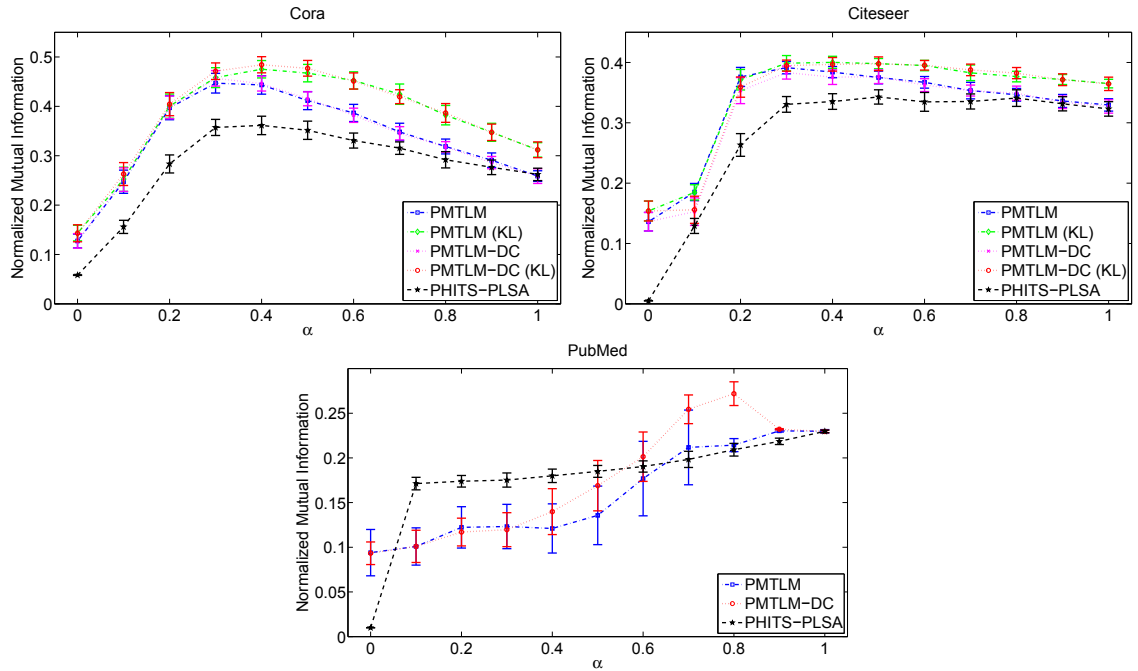 Cora
Normalized Mutual Information
0.5
0.4
0.3
0.2
0.1
0
0 0.2 0.4 0.6 0.8 1
α
PMTLM
PMTLM (KL)
PMTLM−DC
PMTLM−DC (KL)
PHITS−PLSA
Citeseer
Normalized Mutual Information
0.4
0.3
0.2
0.1
0
0 0.2 0.4 0.6 0.8 1
α
PMTLM
PMTLM (KL)
PMTLM−DC
PMTLM−DC (KL)
PHITS−PLSA
PubMed
Normalized Mutual Information
0.25
0.2
0.15
0.1
0.05
0
0 0.2 0.4 0.6 0.8 1
α
PMTLM
PMTLM−DC
PHITS−PLSA